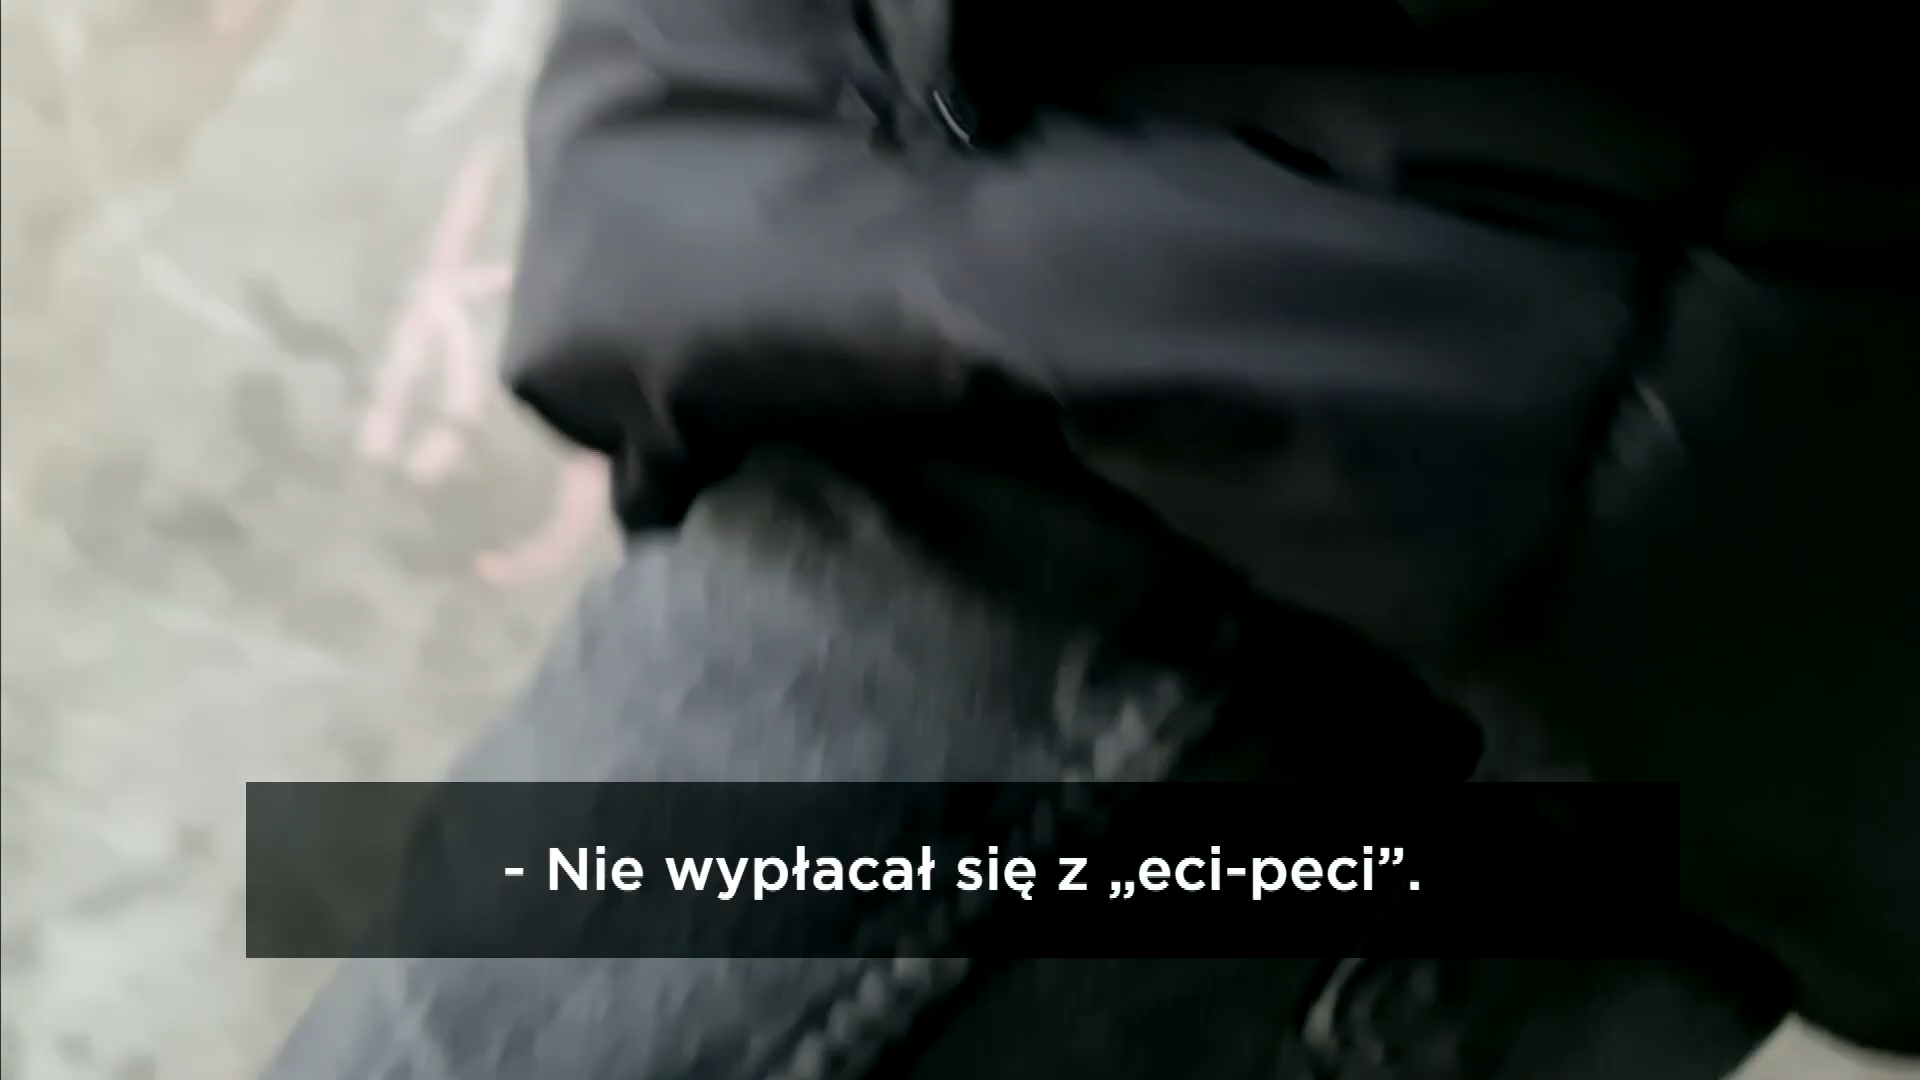 - Nie wypłacał się z „eci-peci”.